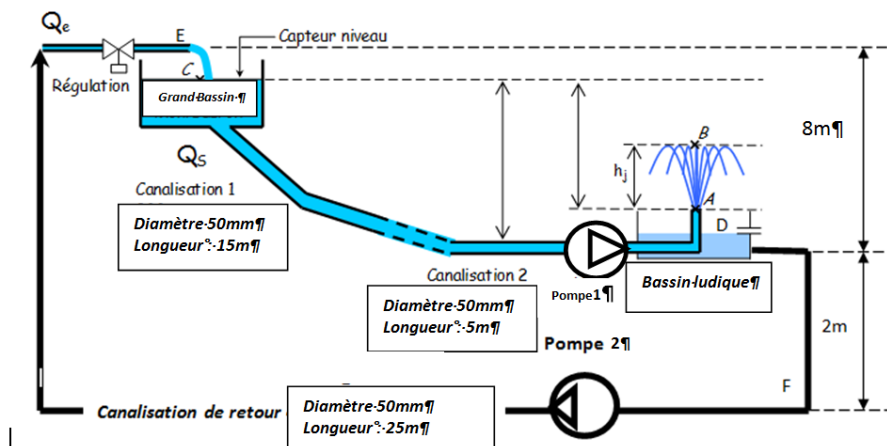 Qe
E
Capteur niveau
Régulation
C
Grand·Bassin·¶
8m¶
B
hj
QS
A
Canalisation 1
D
Diamètre·50mm¶
Longueur°:·15m¶
Canalisation 2
Pompe1¶
Bassin·ludique¶
Diamètre·50mm¶
Longueur°:·5m¶
Pompe 2¶
2m
F
Canalisation de retour
Diamètre·50mm¶
Longueur°:·25m¶